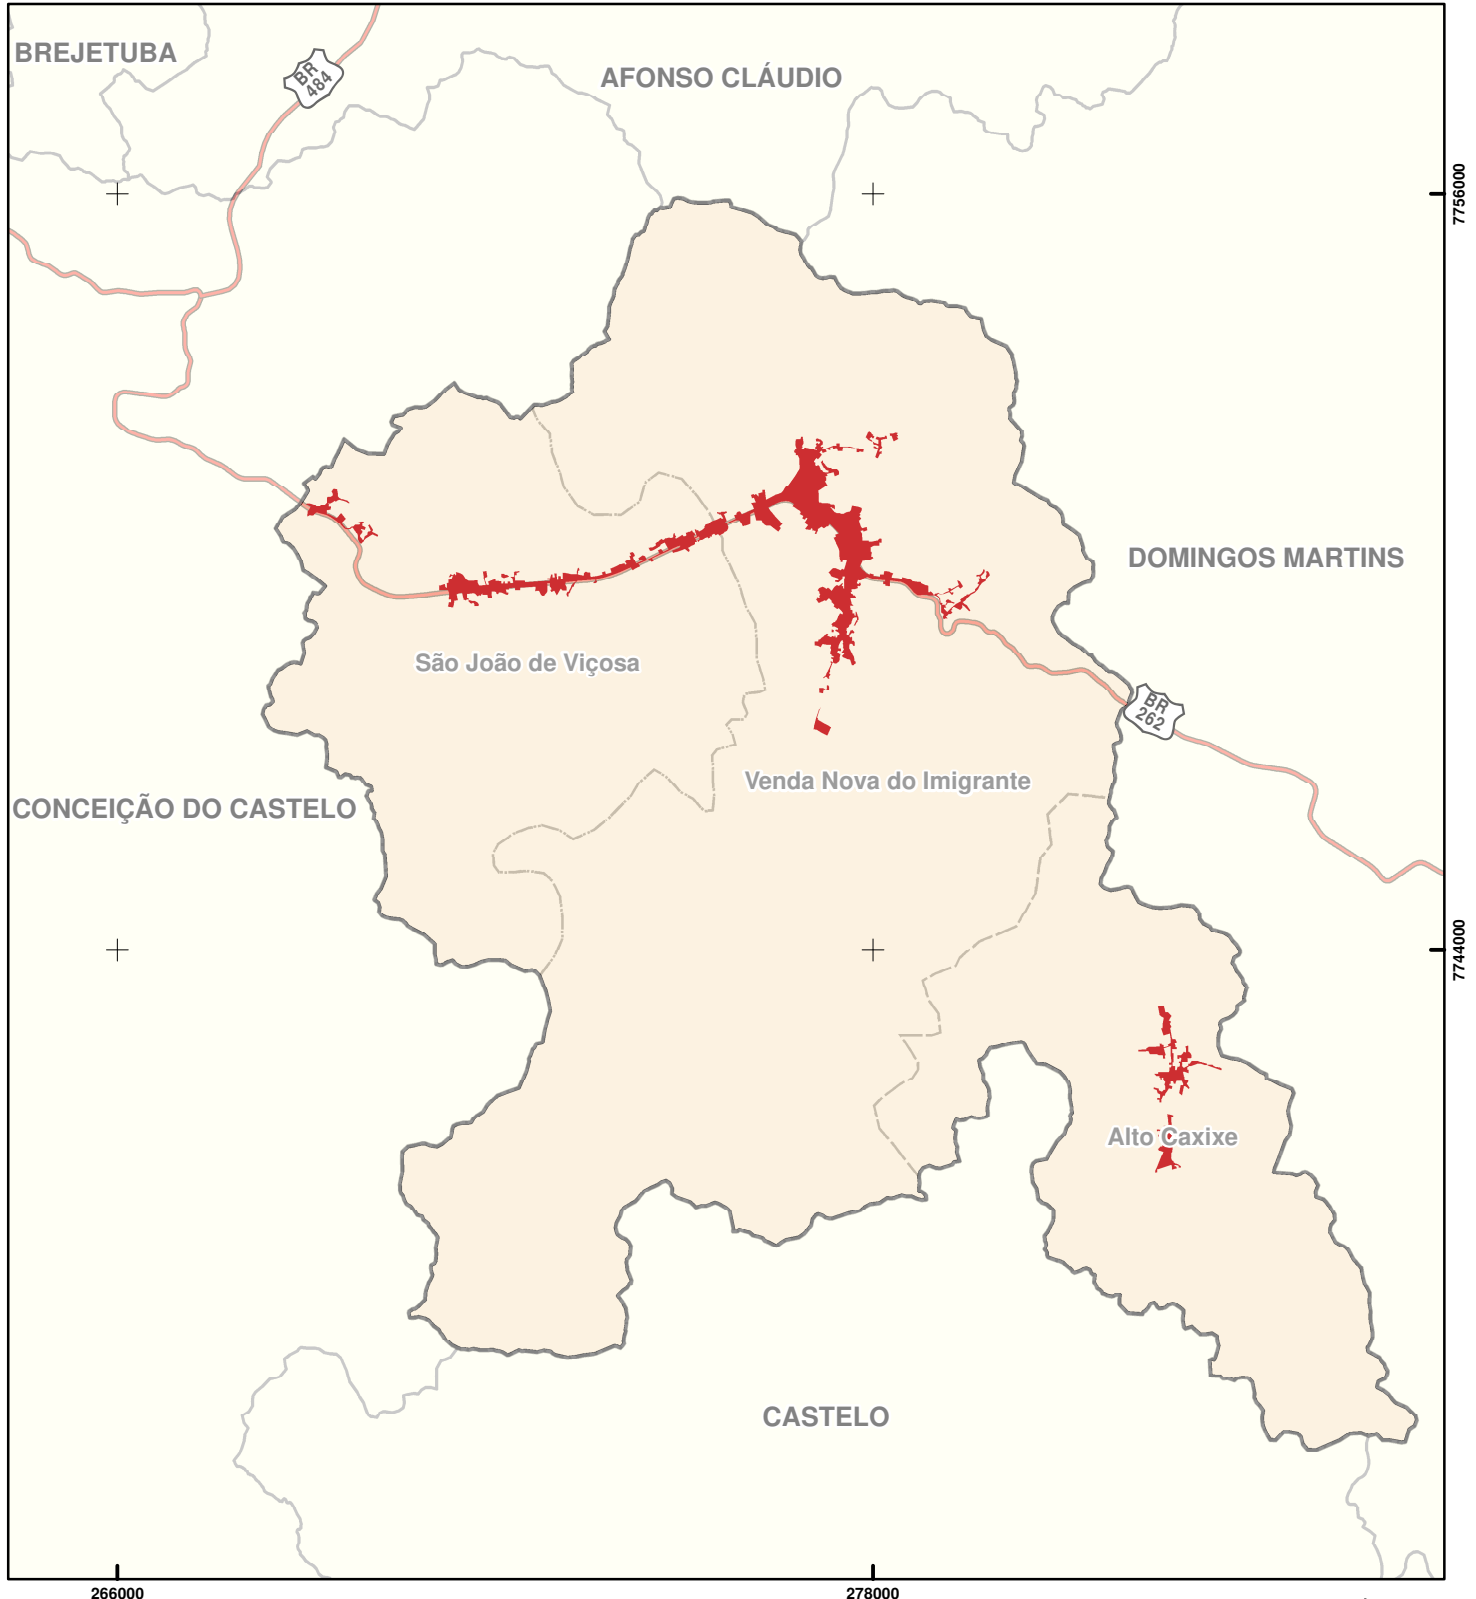 BREJETUBA
BR
484
AFONSO CLÁUDIO
7756000
DOMINGOS MARTINS
São João de Viçosa
BR
262
Venda Nova do Imigrante
CONCEIÇÃO DO CASTELO
7744000
Alto Caxixe
CASTELO
266000
278000